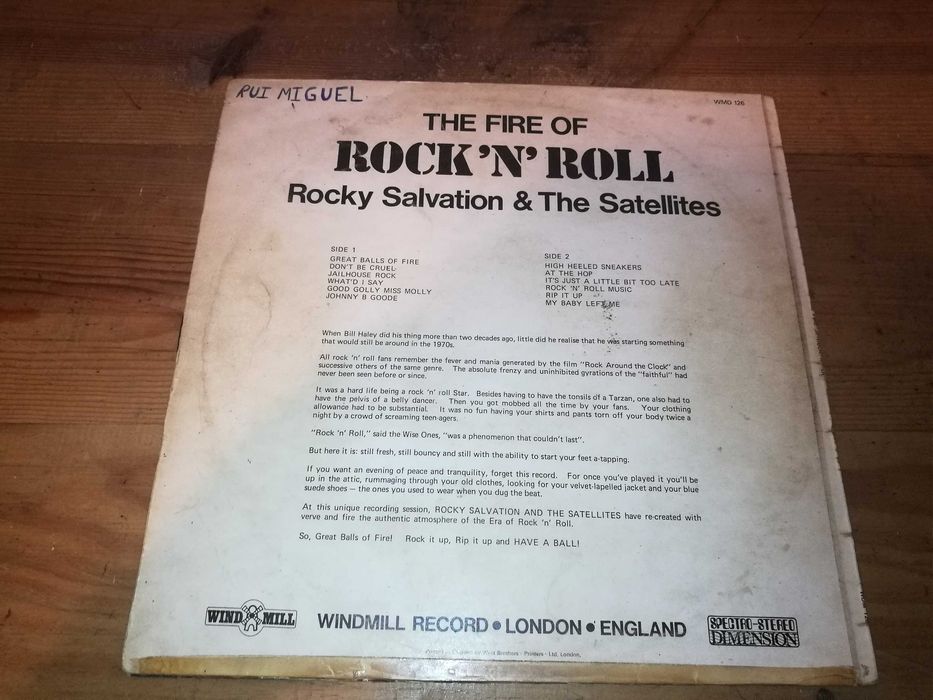 RUI MIGUEL
WMD 126
THE FIRE OF
ROCK 'N' ROLL
Rocky Salvation & The Satellites
SIDE 1
GREAT BALLS OF FIRE
DON'T BE CRUEL
JAILHOUSE ROCK
WHAT'D I SAY
GOOD GOLLY MISS MOLLY
JOHNNY B GOODE
SIDE 2
HIGH HEELED SNEAKERS
AT THE HOP
IT'S JUST A LITTLE BIT TOO LATE
ROCK 'N' ROLL MUSIC
RIP IT UP
MY BABY LEFT ME
When Bill Haley did his thing more than two decades ago, little did he realise that he was starting something
that would still be around in the 1970s.
All rock 'n' roll fans remember the fever and mania generated by the film "Rock Around the Clock" and
successive others of the same genre. The absolute frenzy and uninhibited gyrations of the "faithful" had
never been seen before or since.
It was a hard life being a rock 'n' roll Star. Besides having to have the tonsils of a Tarzan, one also had to
have the pelvis of a belly dancer. Then you got mobbed all the time by your fans. Your clothing
allowance had to be substantial. It was no fun having your shirts and pants torn off your body twice a
night by a crowd of screaming teen-agers.
"Rock 'n' Roll," said the Wise Ones, "was a phenomenon that couldn't last".
But here it is: still fresh, still bouncy and still with the ability to start your feet a-tapping.
If you want an evening of peace and tranquility, forget this record. For once you've played it you'll be
up in the attic, rummaging through your old clothes, looking for your velvet-lapelled jacket and your blue
suede shoes — the ones you used to wear when you dug the beat.
At this unique recording session, ROCKY SALVATION AND THE SATELLITES have re-created with
verve and fire the authentic atmosphere of the Era of Rock 'n' Roll.
So, Great Balls of Fire! Rock it up, Rip it up and HAVE A BALL!
WINDMILL
WINDMILL RECORD • LONDON • ENGLAND
SPECTRO-STEREO
DIMENSION
Brothers - Printers - Ltd. London.